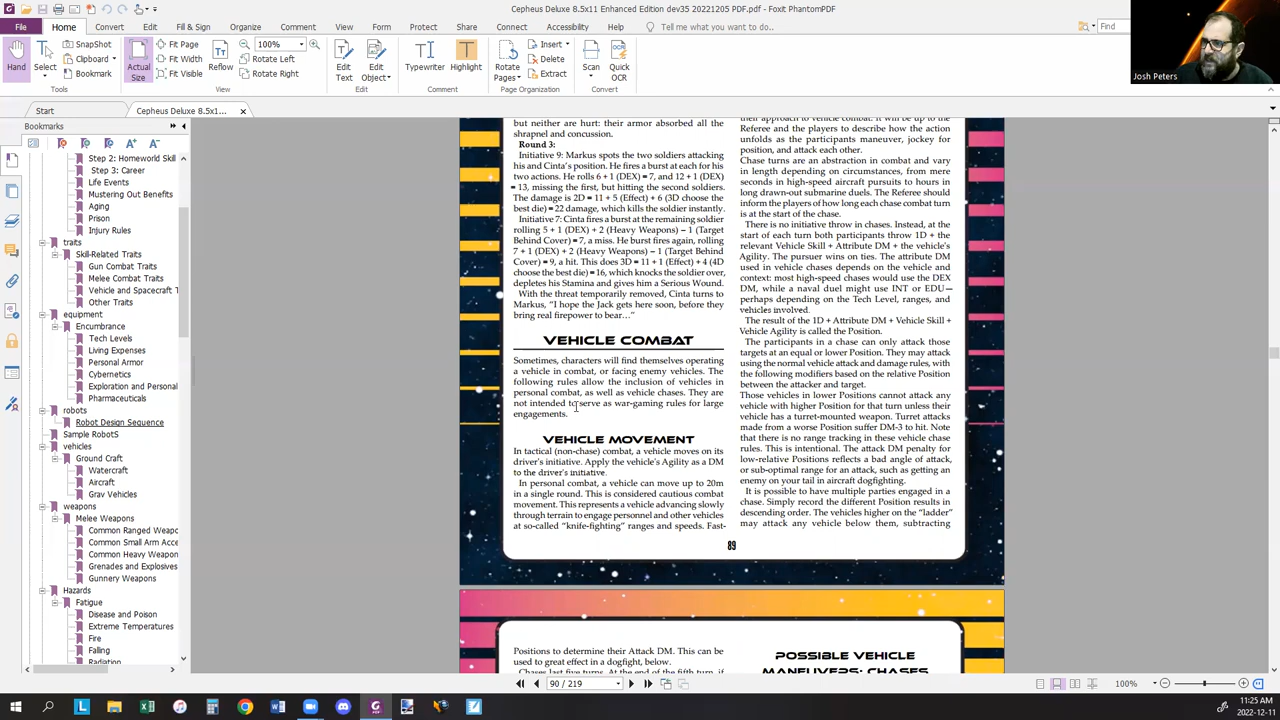 Cepheus Deluxe 8.5x11 Enhanced Edition dev35 20221205 PDF.pdf - Foxit PhantomPDF
File
Home
Convert
Edit
Fill & Sign
Organize
Comment
View
Form
Protect
Share
Connect
Accessibility
Help
Tell me what you want to do...
Find
Hand
Select
SnapShot
Clipboard
Bookmark
Actual
Size
Fit Page
Fit Width
Fit Visible
Reflow
100%
Rotate Left
Rotate Right
Edit
Text
Edit
Object
Typewriter
Highlight
Rotate
Pages
Insert
Delete
Extract
Scan
Quick
OCR
Tools
View
Edit
Comment
Page Organization
Convert
Josh Peters
Start
Cepheus Deluxe 8.5x1...
Bookmarks
Step 2: Homeworld Skil
Step 3: Career
Life Events
Mustering Out Benefits
Aging
Prison
Injury Rules
traits
Skill-Related Traits
Gun Combat Traits
Melee Combat Traits
Vehicle and Spacecraft T
Other Traits
equipment
Encumbrance
Tech Levels
Living Expenses
Personal Armor
Cybernetics
Exploration and Personal
Pharmaceuticals
robots
Robot Design Sequence
Sample RobotS
vehicles
Ground Craft
Watercraft
Aircraft
Grav Vehicles
weapons
Melee Weapons
Common Ranged Weapc
Common Small Arm Acce
Common Heavy Weapon
Grenades and Explosives
Gunnery Weapons
Hazards
Fatigue
Disease and Poison
Extreme Temperatures
Fire
Falling
Radiation
but neither are hurt: their armor absorbed all the
shrapnel and concussion.
Round 3:
Initiative 9: Markus spots the two soldiers attacking
his and Cinta's position. He fires a burst at each for his
two actions. He rolls 6 + 1 (DEX) = 7, and 12 + 1 (DEX)
= 13, missing the first, but hitting the second soldiers.
The damage is 2D = 11 + 5 (Effect) + 6 (3D choose the
best die) = 22 damage, which kills the soldier instantly.
Initiative 7: Cinta fires a burst at the remaining soldier
rolling 5 + 1 (DEX) + 2 (Heavy Weapons) – 1 (Target
Behind Cover) = 7, a miss. He burst fires again, rolling
7 + 1 (DEX) + 2 (Heavy Weapons) – 1 (Target Behind
Cover) = 9, a hit. This does 3D = 11 + 1 (Effect) + 4 (4D
choose the best die) = 16, which knocks the soldier over,
depletes his Stamina and gives him a Serious Wound.
With the threat temporarily removed, Cinta turns to
Markus, "I hope the Jack gets here soon, before they
bring real firepower to bear…"
VEHICLE COMBAT
Sometimes, characters will find themselves operating
a vehicle in combat, or facing enemy vehicles. The
following rules allow the inclusion of vehicles in
personal combat, as well as vehicle chases. They are
not intended to serve as war-gaming rules for large
engagements.
VEHICLE MOVEMENT
In tactical (non-chase) combat, a vehicle moves on its
driver's initiative. Apply the vehicle's Agility as a DM
to the driver's initiative.
In personal combat, a vehicle can move up to 20m
in a single round. This is considered cautious combat
movement. This represents a vehicle advancing slowly
through terrain to engage personnel and other vehicles
at so-called "knife-fighting" ranges and speeds. Fast-
their approach to vehicle combat. It will be up to the
Referee and the players to describe how the action
unfolds as the participants maneuver, jockey for
position, and attack each other.
Chase turns are an abstraction in combat and vary
in length depending on circumstances, from mere
seconds in high-speed aircraft pursuits to hours in
long drawn-out submarine duels. The Referee should
inform the players of how long each chase combat turn
is at the start of the chase.
There is no initiative throw in chases. Instead, at the
start of each turn both participants throw 1D + the
relevant Vehicle Skill + Attribute DM + the vehicle's
Agility. The pursuer wins on ties. The attribute DM
used in vehicle chases depends on the vehicle and
context: most high-speed chases would use the DEX
DM, while a naval duel might use INT or EDU—
perhaps depending on the Tech Level, ranges, and
vehicles involved.
The result of the 1D + Attribute DM + Vehicle Skill +
Vehicle Agility is called the Position.
The participants in a chase can only attack those
targets at an equal or lower Position. They may attack
using the normal vehicle attack and damage rules, with
the following modifiers based on the relative Position
between the attacker and target.
Those vehicles in lower Positions cannot attack any
vehicle with higher Position for that turn unless their
vehicle has a turret-mounted weapon. Turret attacks
made from a worse Position suffer DM-3 to hit. Note
that there is no range tracking in these vehicle chase
rules. This is intentional. The attack DM penalty for
low-relative Positions reflects a bad angle of attack,
or sub-optimal range for an attack, such as getting an
enemy on your tail in aircraft dogfighting.
It is possible to have multiple parties engaged in a
chase. Simply record the different Position results in
descending order. The vehicles higher on the "ladder"
may attack any vehicle below them, subtracting
89
Positions to determine their Attack DM. This can be
used to great effect in a dogfight, below.
Chases last five turns. At the end of the fifth turn, if
POSSIBLE VEHICLE
MANEUVERS: CHASES
90 / 219
100%
11:25 AM
2022-12-11